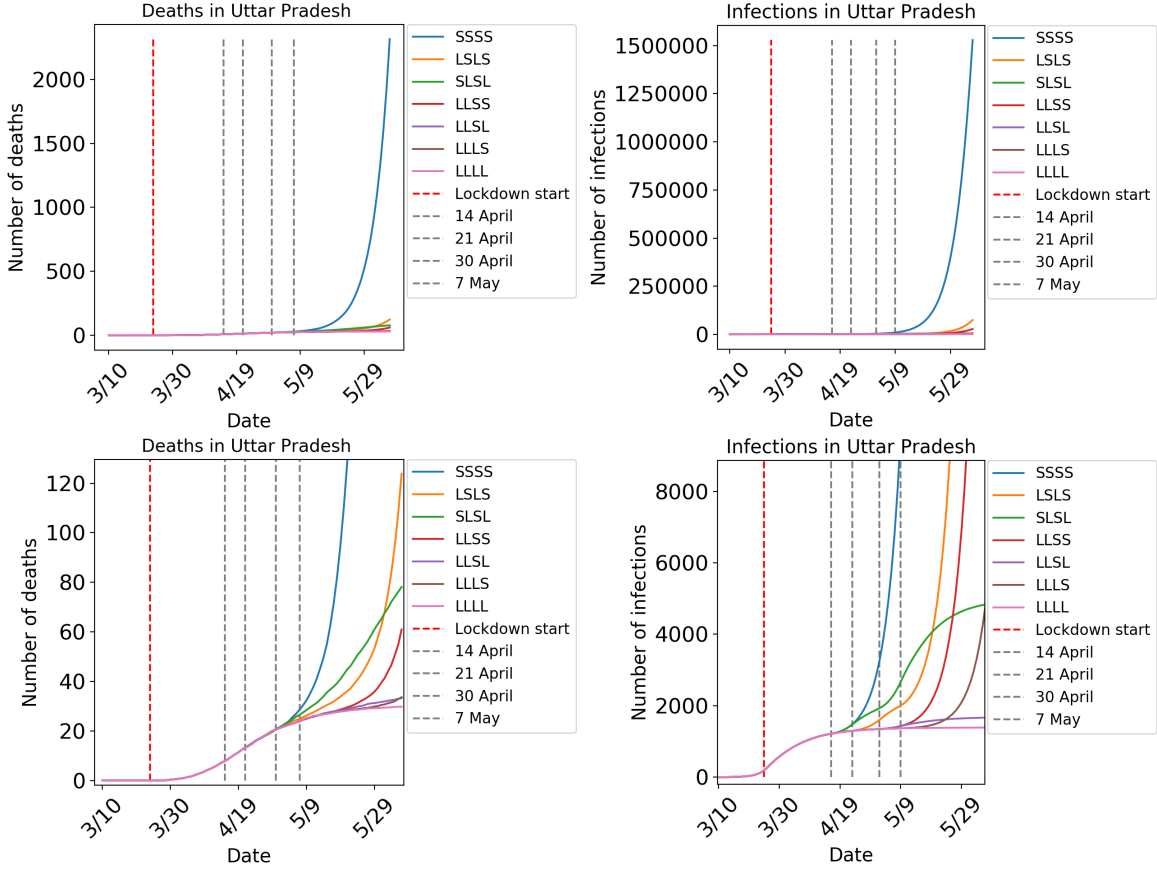 Deaths in Uttar Pradesh
Number of deaths
2000
1500
1000
500
0
3/10
3/30
4/19
5/9
5/29
Date
SSSS
LSLS
SLSL
LLSS
LLSL
LLLS
LLLL
Lockdown start
14 April
21 April
30 April
7 May
Infections in Uttar Pradesh
Number of infections
1500000
1250000
1000000
750000
500000
250000
0
3/10
3/30
4/19
5/9
5/29
Date
SSSS
LSLS
SLSL
LLSS
LLSL
LLLS
LLLL
Lockdown start
14 April
21 April
30 April
7 May
Deaths in Uttar Pradesh
Number of deaths
120
100
80
60
40
20
0
3/10
3/30
4/19
5/9
5/29
Date
SSSS
LSLS
SLSL
LLSS
LLSL
LLLS
LLLL
Lockdown start
14 April
21 April
30 April
7 May
Infections in Uttar Pradesh
Number of infections
8000
6000
4000
2000
0
3/10
3/30
4/19
5/9
5/29
Date
SSSS
LSLS
SLSL
LLSS
LLSL
LLLS
LLLL
Lockdown start
14 April
21 April
30 April
7 May